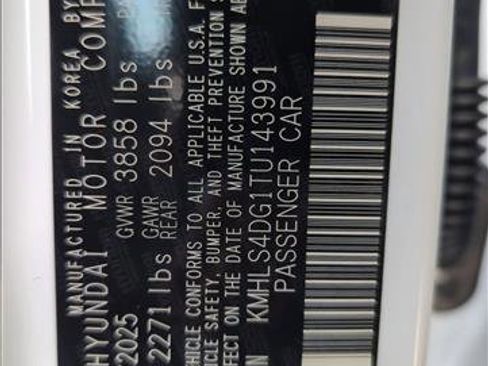 MANUFACTURED IN KOREA BY
HYUNDAI MOTOR COMP
2025 GVWR 3858 lbs
2271 lbs GAWR REAR 2094 lbs
VEHICLE CONFORMS TO ALL APPLICABLE U.S.A. F
VEHICLE SAFETY, BUMPER, AND THEFT PREVENTION S
EFFECT ON THE DATE OF MANUFACTURE SHOWN AB
KMHLS4DG1TU143991
PASSENGER CAR